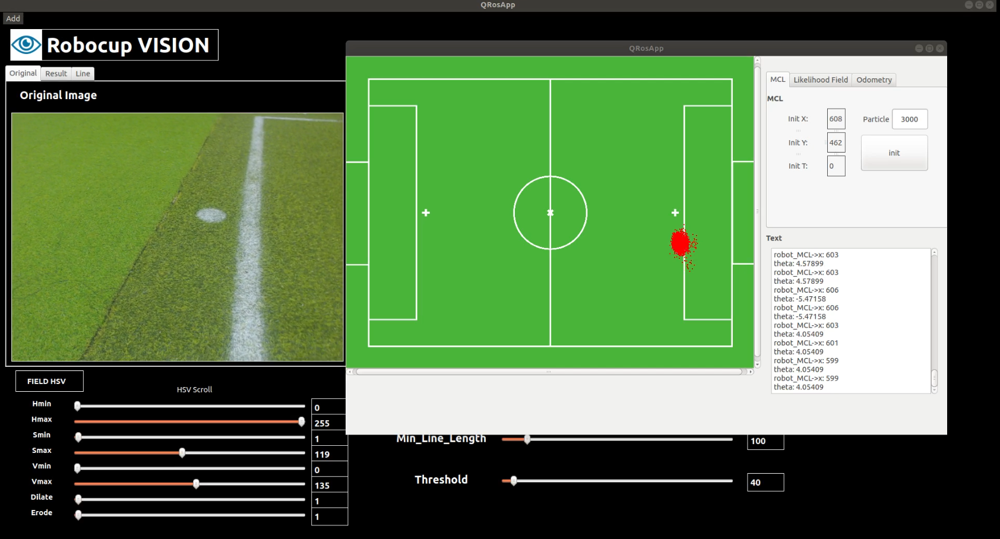 QRosApp
Add
Robocup VISION
Original Result Line
Original Image
FIELD HSV
HSV Scroll
Hmin 0
Hmax 255
Smin 1
Smax 119
Vmin 0
Vmax 135
Dilate 1
Erode 1
Min_Line_Length 100
Threshold 40
QRosApp
MCL Likelihood Field Odometry
MCL
Init X: 608 Particle 3000
Init Y: 462 init
Init T: 0
Text
robot_MCL->x: 603
theta: 4.57899
robot_MCL->x: 603
theta: 4.57899
robot_MCL->x: 606
theta: -5.47158
robot_MCL->x: 606
theta: -5.47158
robot_MCL->x: 603
theta: 4.05409
robot_MCL->x: 601
theta: 4.05409
robot_MCL->x: 599
theta: 4.05409
robot_MCL->x: 599
theta: 4.05409